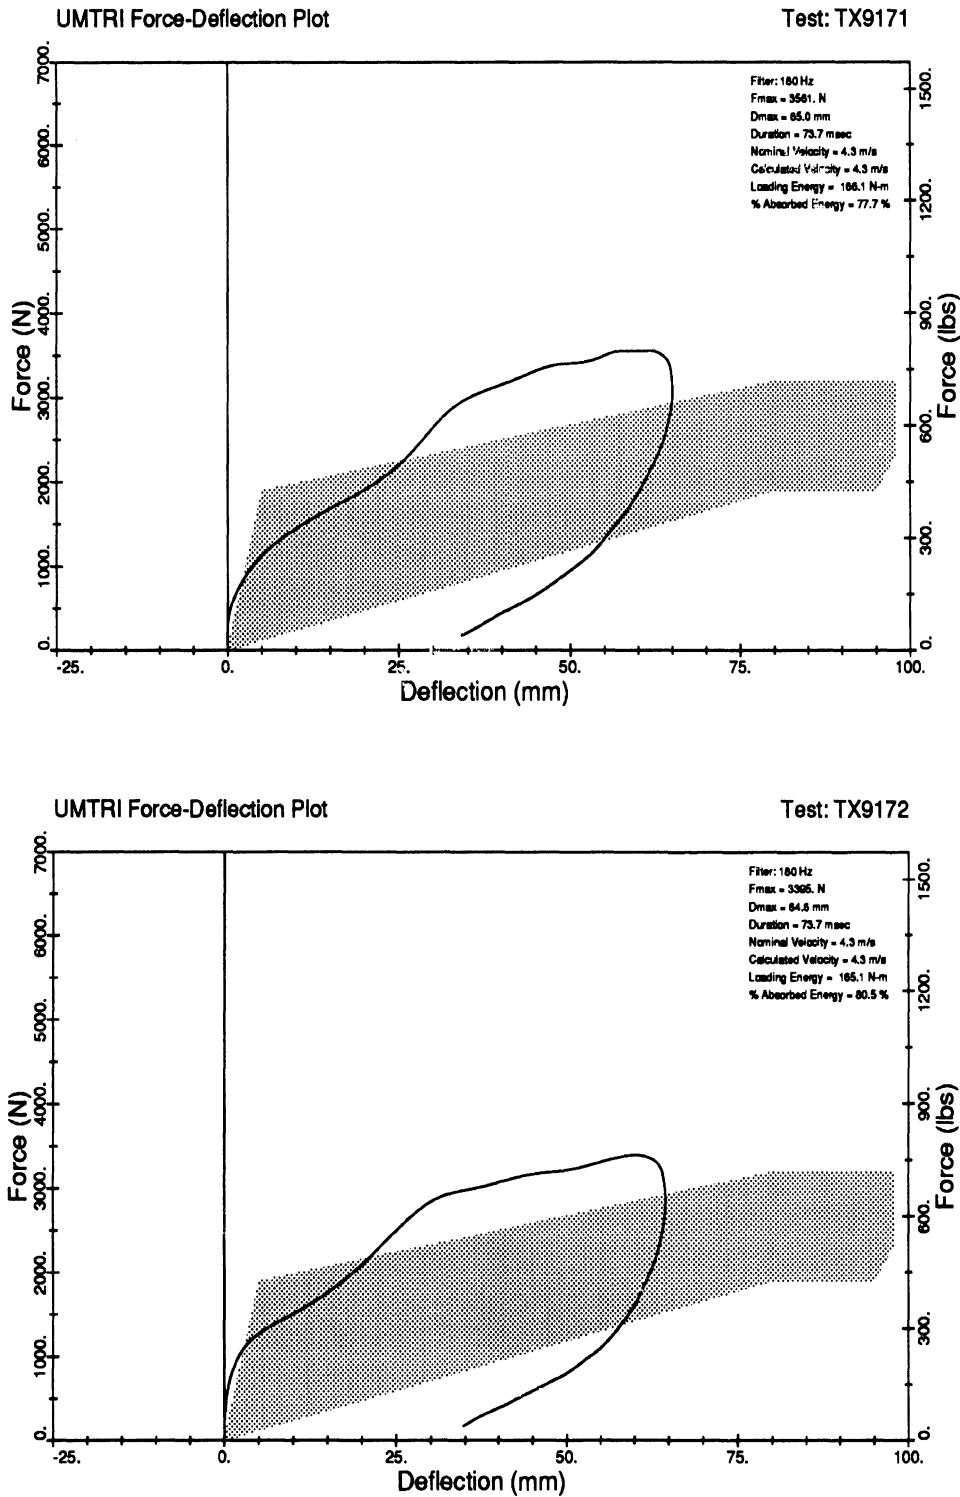 UMTRI Force-Deflection Plot
Test: TX9171
Filter: 180 Hz
Fmax = 3561. N
Dmax = 65.0 mm
Duration = 73.7 msec
Nominal Velocity = 4.3 m/s
Calculated Velocity = 4.3 m/s
Loading Energy = 166.1 N-m
% Absorbed Energy = 77.7 %
Force (N)
0. 1000. 2000. 3000. 4000. 5000. 6000. 7000.
Force (lbs)
0. 300. 600. 900. 1200. 1500.
-25. 0. 25. 50. 75. 100.
Deflection (mm)
UMTRI Force-Deflection Plot
Test: TX9172
Filter: 180 Hz
Fmax = 3395. N
Dmax = 64.6 mm
Duration = 73.7 msec
Nominal Velocity = 4.3 m/s
Calculated Velocity = 4.3 m/s
Loading Energy = 165.1 N-m
% Absorbed Energy = 80.5 %
Force (N)
0. 1000. 2000. 3000. 4000. 5000. 6000. 7000.
Force (lbs)
0. 300. 600. 900. 1200. 1500.
-25. 0. 25. 50. 75. 100.
Deflection (mm)